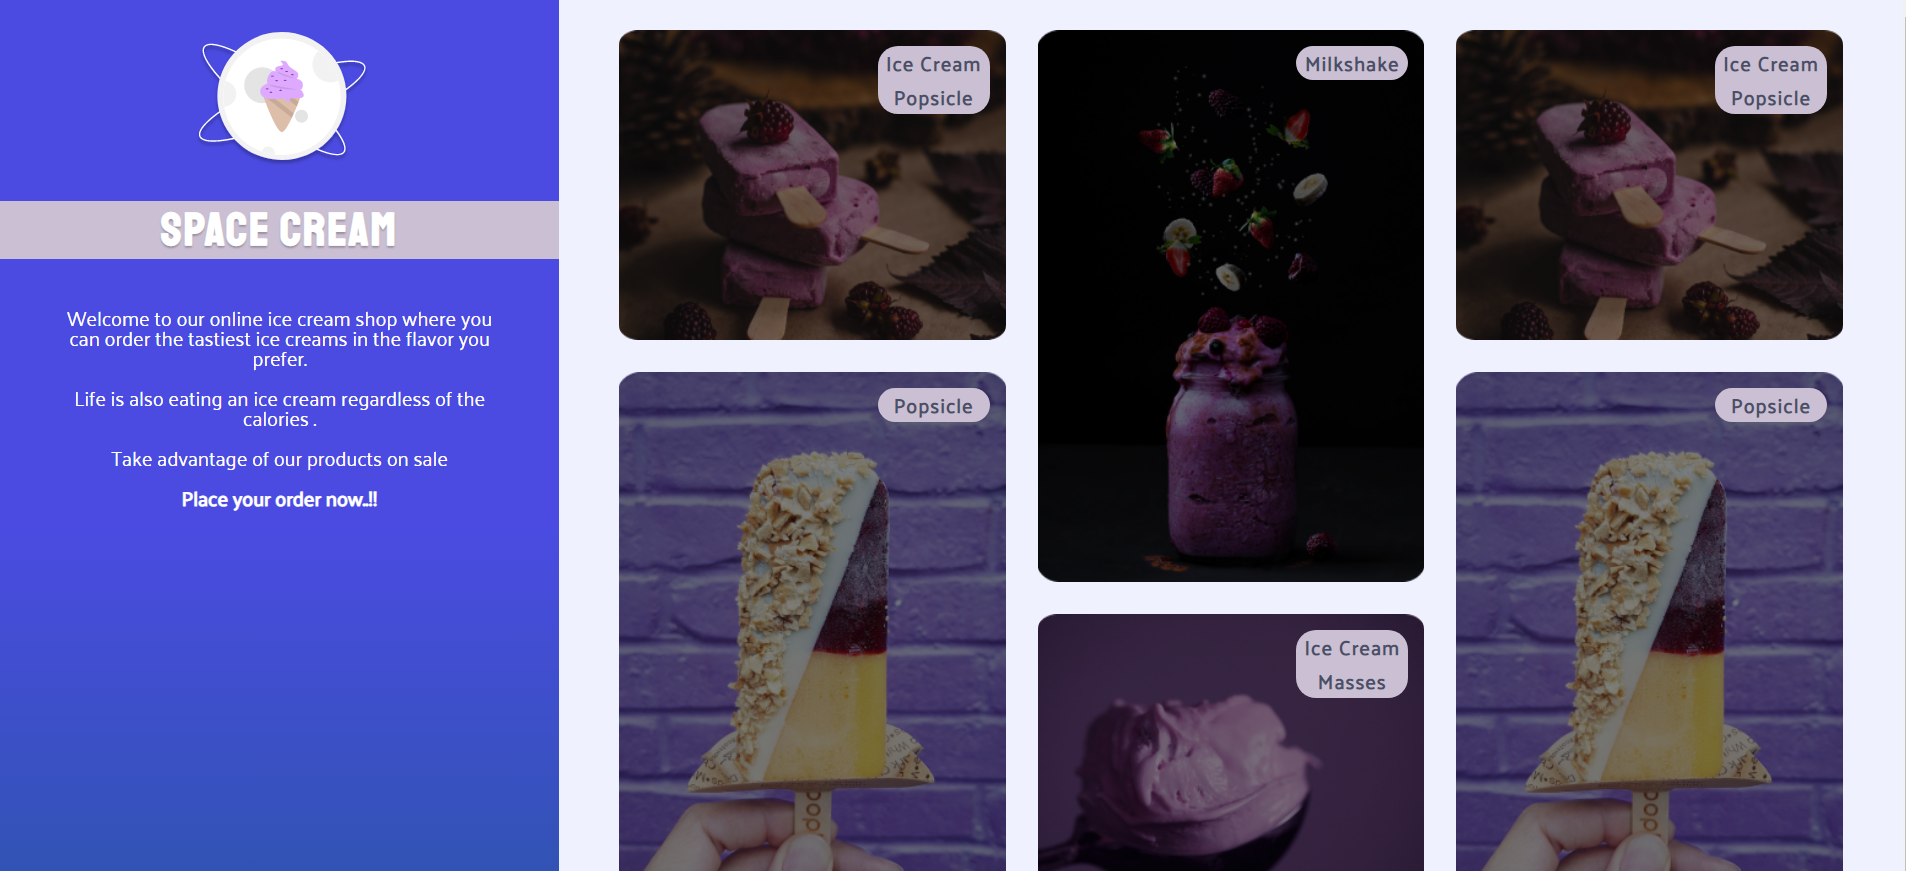 SPACE CREAM
Welcome to our online ice cream shop where you
can order the tastiest ice creams in the flavor you
prefer.
Life is also eating an ice cream regardless of the
calories .
Take advantage of our products on sale
Place your order now..!!
Ice Cream
Popsicle
Milkshake
Ice Cream
Popsicle
Popsicle
Popsicle
Ice Cream
Masses